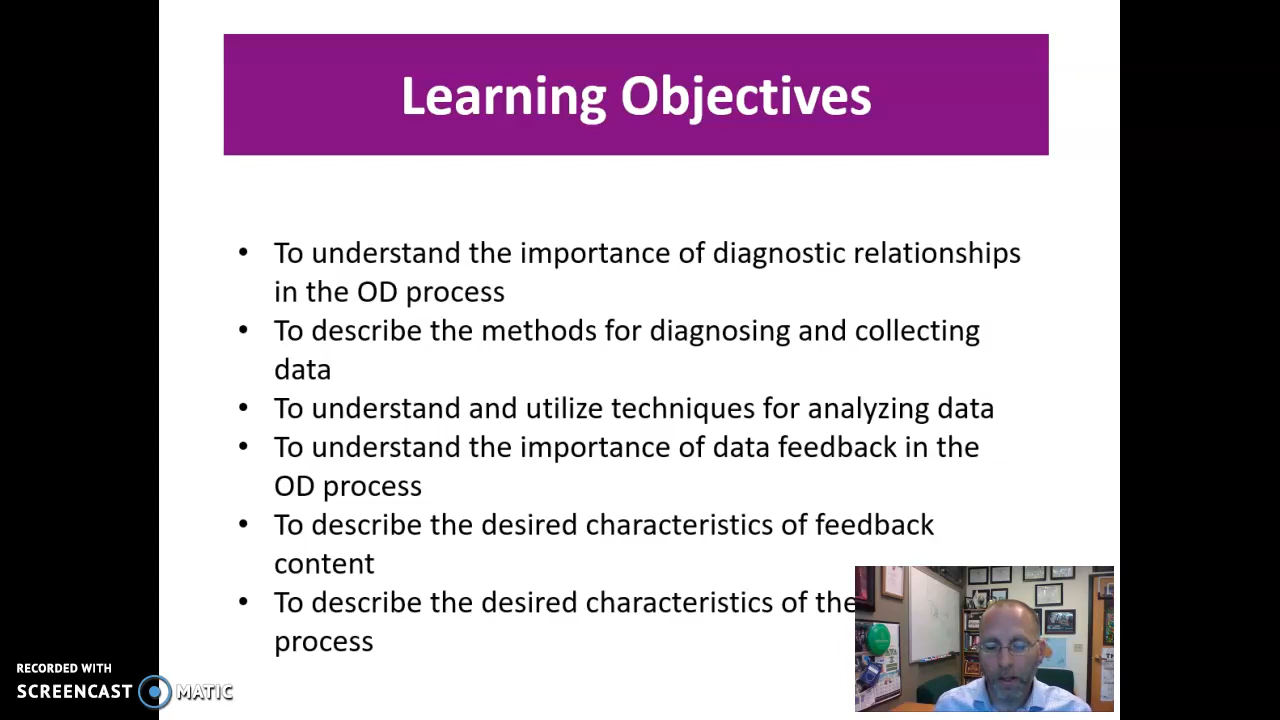 Learning Objectives
• To understand the importance of diagnostic relationships
in the OD process
• To describe the methods for diagnosing and collecting
data
• To understand and utilize techniques for analyzing data
• To understand the importance of data feedback in the
OD process
• To describe the desired characteristics of feedback
content
• To describe the desired characteristics of the
process
RECORDED WITH
SCREENCAST MATIC